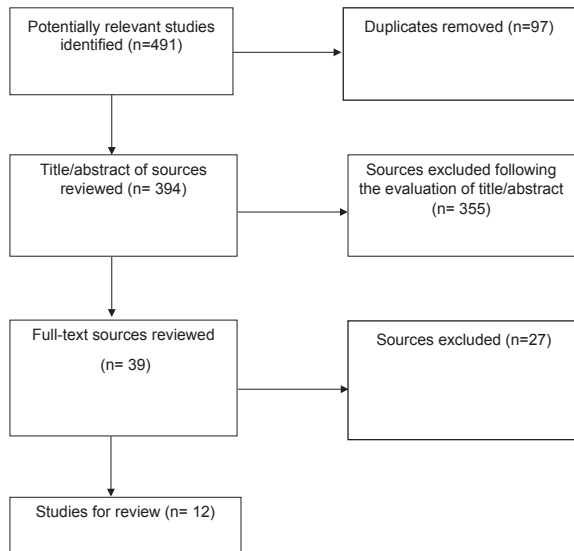 Potentially relevant studies
identified (n=491)
Duplicates removed (n=97)
Title/abstract of sources
reviewed (n= 394)
Sources excluded following
the evaluation of title/abstract
(n= 355)
Full-text sources reviewed
(n= 39)
Sources excluded (n=27)
Studies for review (n= 12)